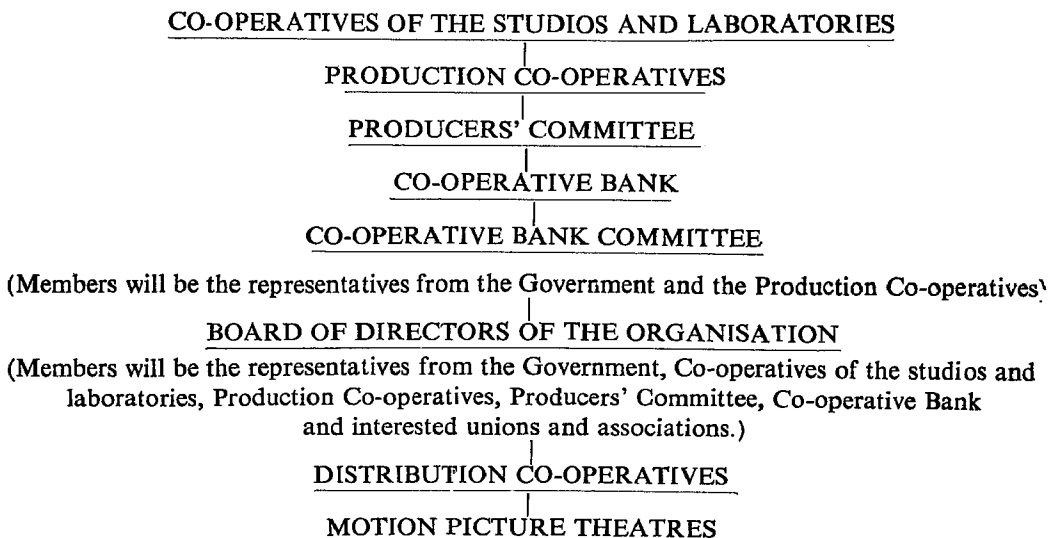 CO-OPERATIVES OF THE STUDIOS AND LABORATORIES
PRODUCTION CO-OPERATIVES
PRODUCERS' COMMITTEE
CO-OPERATIVE BANK
CO-OPERATIVE BANK COMMITTEE
(Members will be the representatives from the Government and the Production Co-operatives)
BOARD OF DIRECTORS OF THE ORGANISATION
(Members will be the representatives from the Government, Co-operatives of the studios and
laboratories, Production Co-operatives, Producers' Committee, Co-operative Bank
and interested unions and associations.)
DISTRIBUTION CO-OPERATIVES
MOTION PICTURE THEATRES